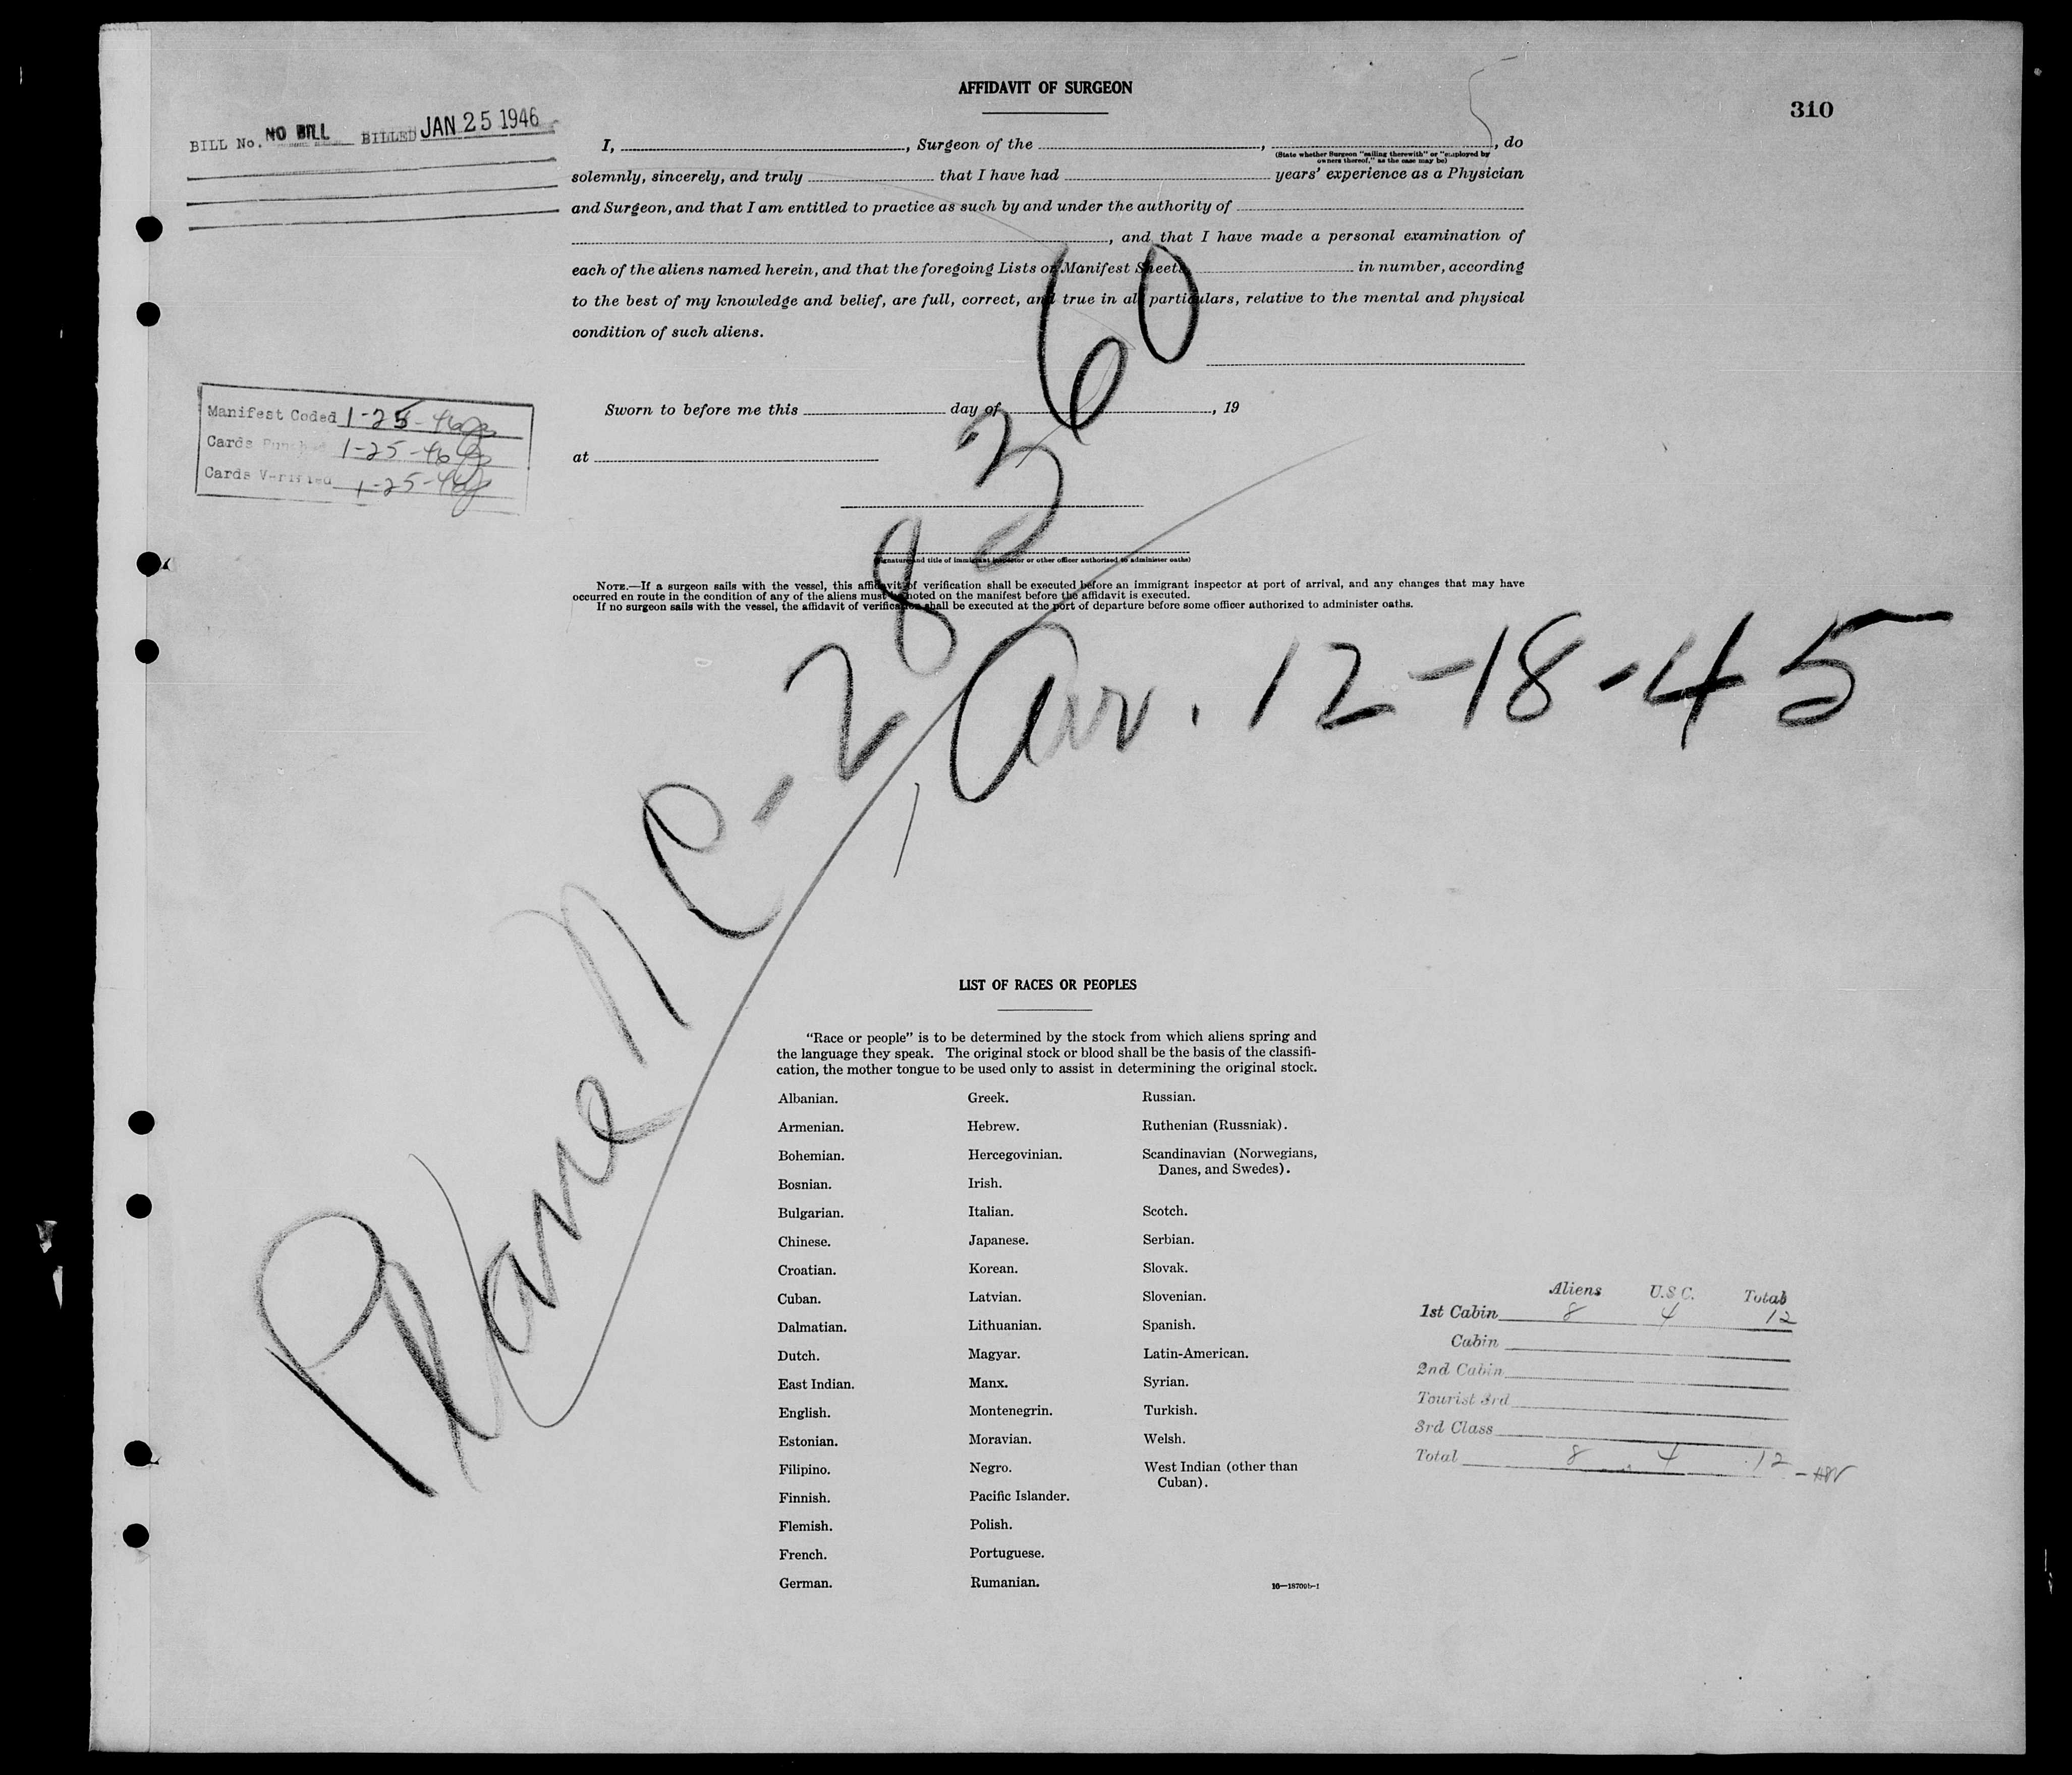 AFFIDAVIT OF SURGEON
310
BILL No. NO BILL BILLED JAN 25 1946
I, , Surgeon of the , , do
(State whether Surgeon "sailing therewith" or "employed by
owners thereof," as the case may be)
solemnly, sincerely, and truly that I have had years' experience as a Physician
and Surgeon, and that I am entitled to practice as such by and under the authority of
, and that I have made a personal examination of
each of the aliens named herein, and that the foregoing Lists or Manifest Sheets, in number, according
to the best of my knowledge and belief, are full, correct, and true in all particulars, relative to the mental and physical
condition of such aliens.
Manifest Coded 1-25-46
Cards Punched 1-25-46
Cards Verified 1-25-46
Sworn to before me this day of , 19
at
(Signature and title of immigrant inspector or other officer authorized to administer oaths)
NOTE.—If a surgeon sails with the vessel, this affidavit of verification shall be executed before an immigrant inspector at port of arrival, and any changes that may have
occurred en route in the condition of any of the aliens must be noted on the manifest before the affidavit is executed.
If no surgeon sails with the vessel, the affidavit of verification shall be executed at the port of departure before some officer authorized to administer oaths.
Plane NC-28360
Arr. 12-18-45
LIST OF RACES OR PEOPLES
"Race or people" is to be determined by the stock from which aliens spring and
the language they speak. The original stock or blood shall be the basis of the classifi-
cation, the mother tongue to be used only to assist in determining the original stock.
Albanian.
Armenian.
Bohemian.
Bosnian.
Bulgarian.
Chinese.
Croatian.
Cuban.
Dalmatian.
Dutch.
East Indian.
English.
Estonian.
Filipino.
Finnish.
Flemish.
French.
German.
Greek.
Hebrew.
Hercegovinian.
Irish.
Italian.
Japanese.
Korean.
Latvian.
Lithuanian.
Magyar.
Manx.
Montenegrin.
Moravian.
Negro.
Pacific Islander.
Polish.
Portuguese.
Rumanian.
Russian.
Ruthenian (Russniak).
Scandinavian (Norwegians,
Danes, and Swedes).
Scotch.
Serbian.
Slovak.
Slovenian.
Spanish.
Latin-American.
Syrian.
Turkish.
Welsh.
West Indian (other than
Cuban).
16—18700b-1
Aliens U.S.C. Total
1st Cabin 8 4 12
Cabin
2nd Cabin
Tourist 3rd
3rd Class
Total 8 4 12